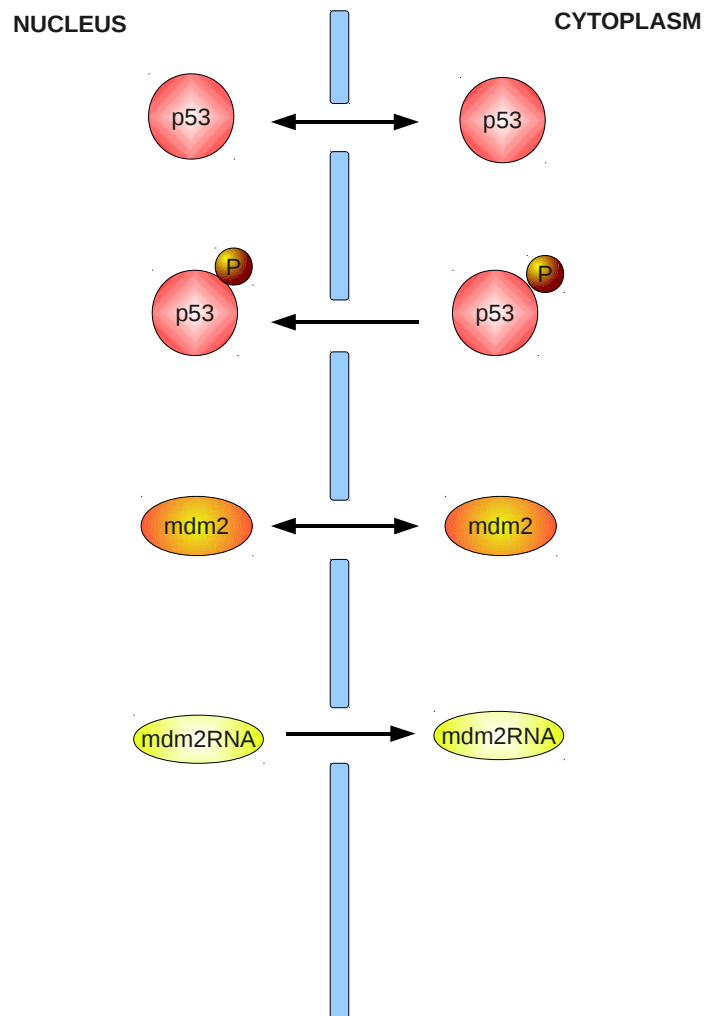 NUCLEUS
CYTOPLASM
p53
p53
P
P
p53
p53
mdm2
mdm2
mdm2RNA
mdm2RNA